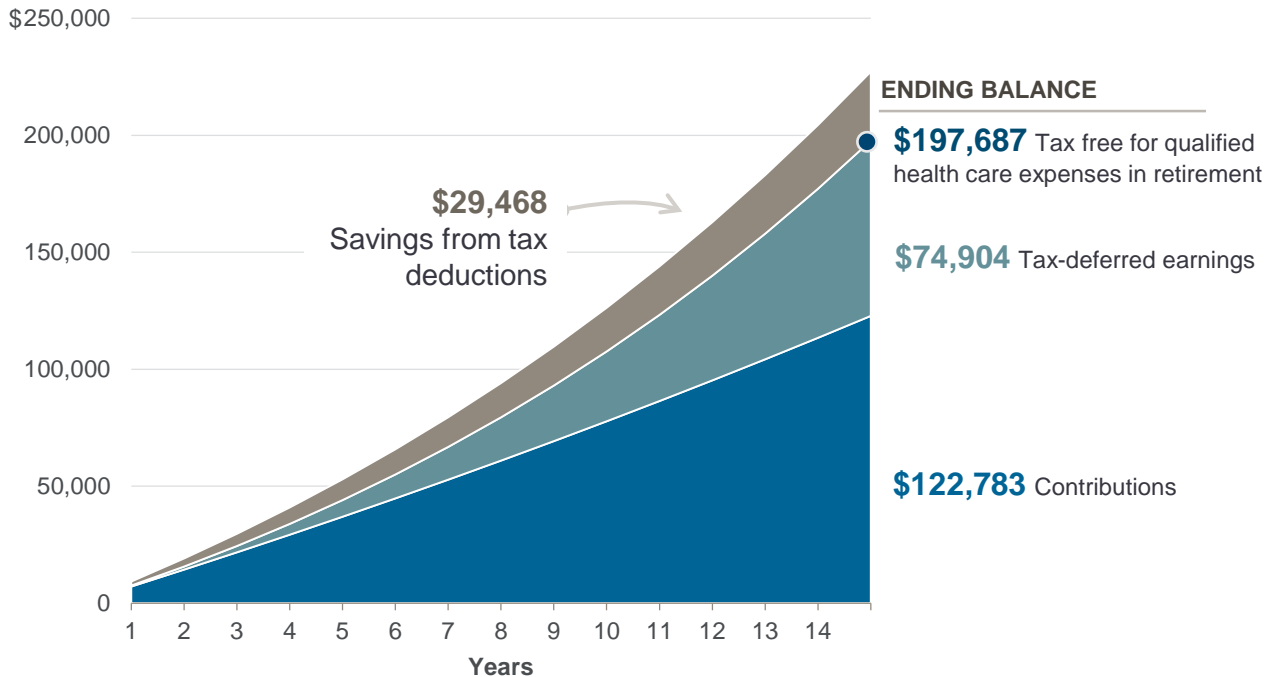 $250,000
200,000
150,000
100,000
50,000
0
$29,468
Savings from tax
deductions
ENDING BALANCE
$197,687 Tax free for qualified
health care expenses in retirement
$74,904 Tax-deferred earnings
$122,783 Contributions
1 2 3 4 5 6 7 8 9 10 11 12 13 14
Years